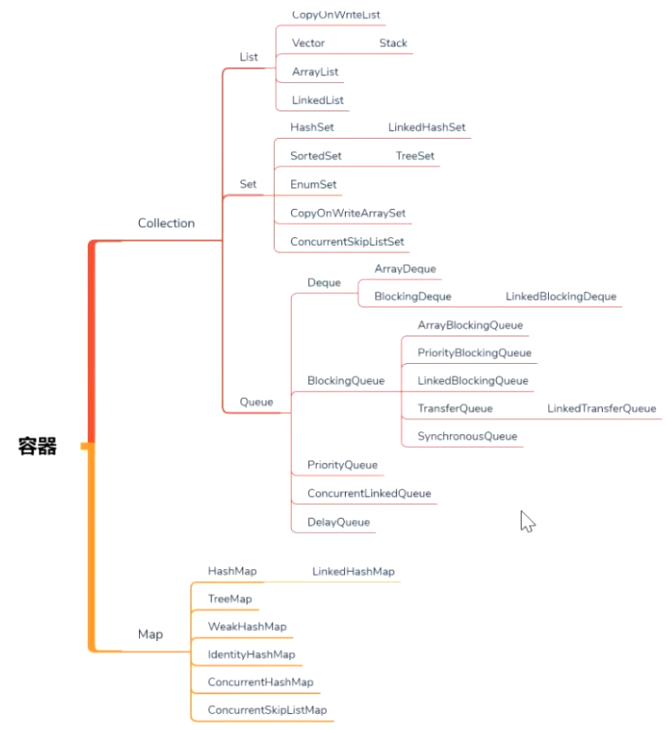 CopyOnWriteList
Vector Stack
List
ArrayList
LinkedList
HashSet LinkedHashSet
SortedSet TreeSet
Set EnumSet
CopyOnWriteArraySet
Collection
ConcurrentSkipListSet
ArrayDeque
Deque
BlockingDeque LinkedBlockingDeque
ArrayBlockingQueue
PriorityBlockingQueue
BlockingQueue LinkedBlockingQueue
Queue
TransferQueue LinkedTransferQueue
SynchronousQueue
容器
PriorityQueue
ConcurrentLinkedQueue
DelayQueue
HashMap LinkedHashMap
TreeMap
WeakHashMap
Map
IdentityHashMap
ConcurrentHashMap
ConcurrentSkipListMap